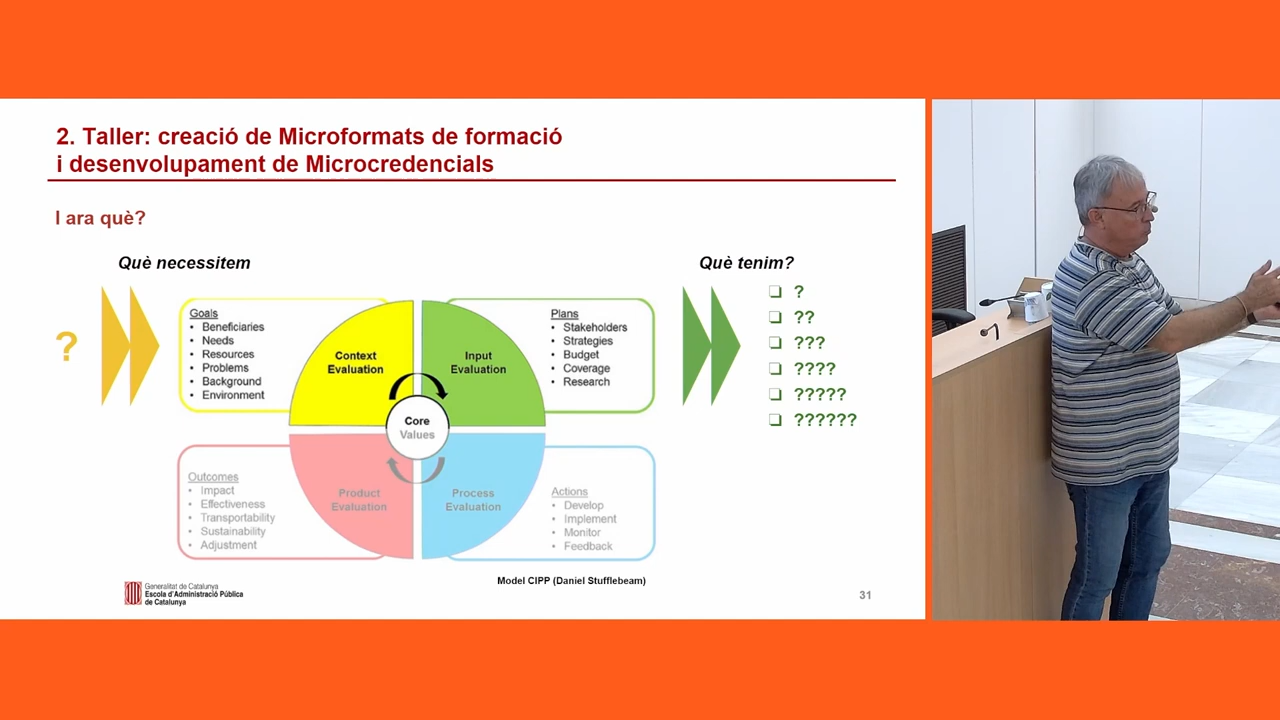 2. Taller: creació de Microformats de formació
i desenvolupament de Microcredencials
I ara què?
Què necessitem
Què tenim?
?
Goals
• Beneficiaries
• Needs
• Resources
• Problems
• Background
• Environment
Context
Evaluation
Input
Evaluation
Plans
• Stakeholders
• Strategies
• Budget
• Coverage
• Research
❑ ?
❑ ??
❑ ???
❑ ????
❑ ?????
❑ ??????
Core
Values
Outcomes
• Impact
• Effectiveness
• Transportability
• Sustainability
• Adjustment
Product
Evaluation
Process
Evaluation
Actions
• Develop
• Implement
• Monitor
• Feedback
Model CIPP (Daniel Stufflebeam)
Generalitat de Catalunya
Escola d'Administració Pública
de Catalunya
31